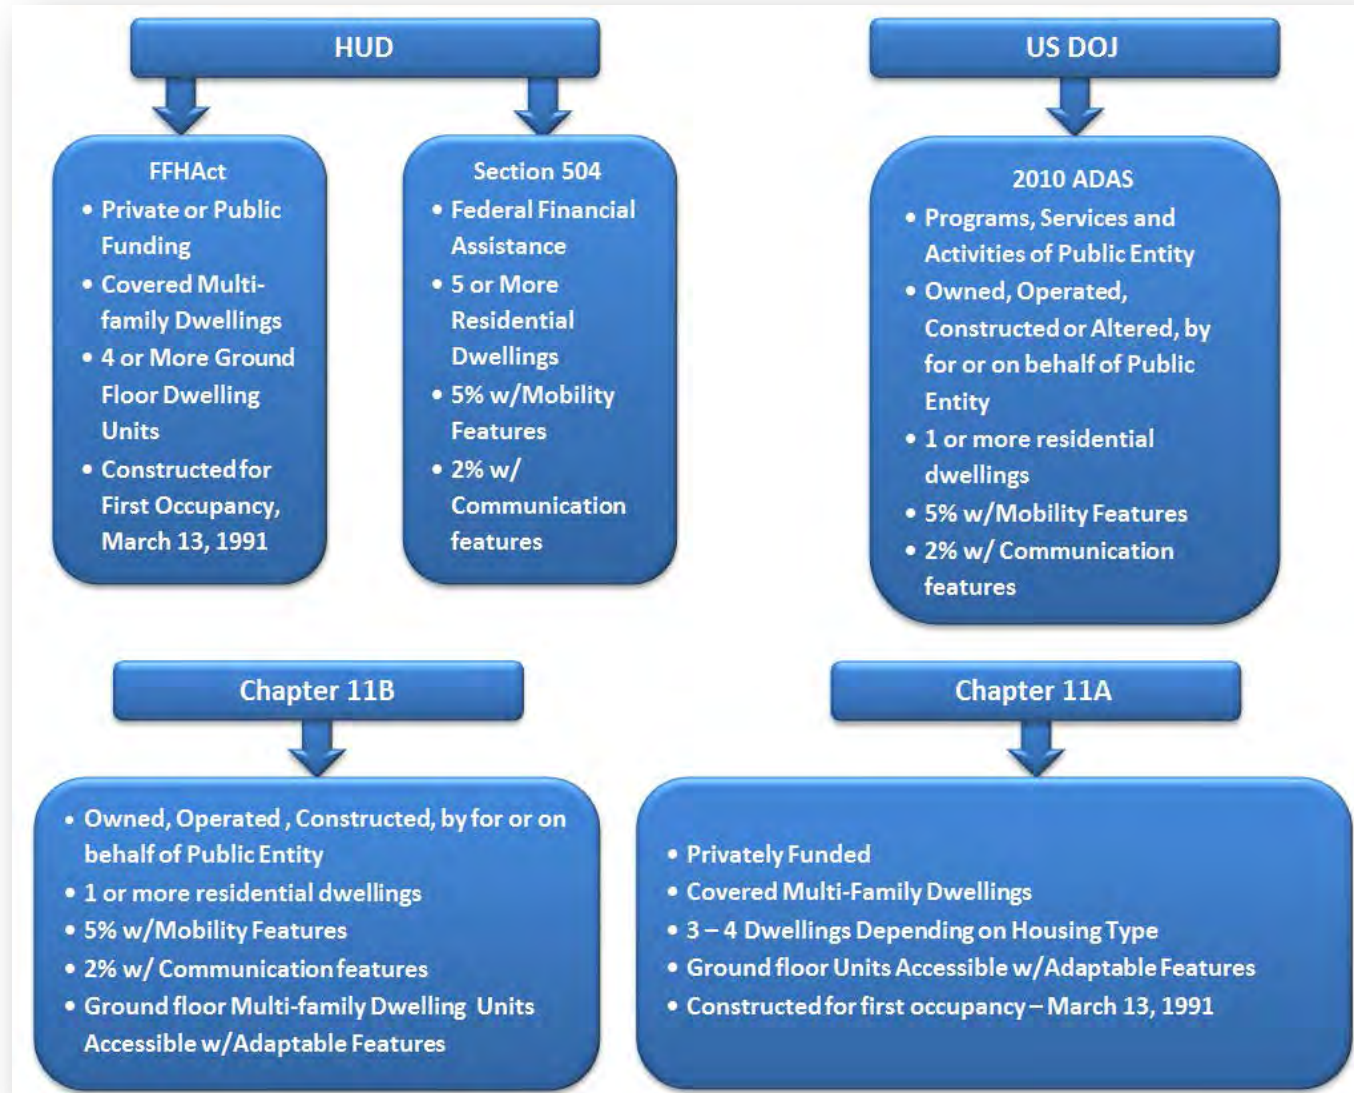 HUD
FFHAct
• Private or Public
Funding
• Covered Multi-
family Dwellings
• 4 or More Ground
Floor Dwelling
Units
• Constructed for
First Occupancy,
March 13, 1991
Section 504
• Federal Financial
Assistance
• 5 or More
Residential
Dwellings
• 5% w/Mobility
Features
• 2% w/
Communication
features
US DOJ
2010 ADAS
• Programs, Services and
Activities of Public Entity
• Owned, Operated,
Constructed or Altered, by
for or on behalf of Public
Entity
• 1 or more residential
dwellings
• 5% w/Mobility Features
• 2% w/ Communication
features
Chapter 11B
• Owned, Operated , Constructed, by for or on
behalf of Public Entity
• 1 or more residential dwellings
• 5% w/Mobility Features
• 2% w/ Communication features
• Ground floor Multi-family Dwelling Units
Accessible w/Adaptable Features
Chapter 11A
• Privately Funded
• Covered Multi-Family Dwellings
• 3 – 4 Dwellings Depending on Housing Type
• Ground floor Units Accessible w/Adaptable Features
• Constructed for first occupancy – March 13, 1991